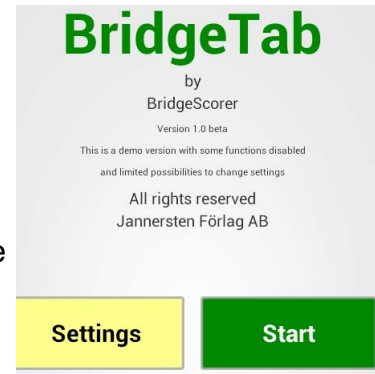 BridgeTab
by
BridgeScorer
Version 1.0 beta
This is a demo version with some functions disabled
and limited possibilities to change settings
All rights reserved
Jannersten Förlag AB
e
Settings
Start